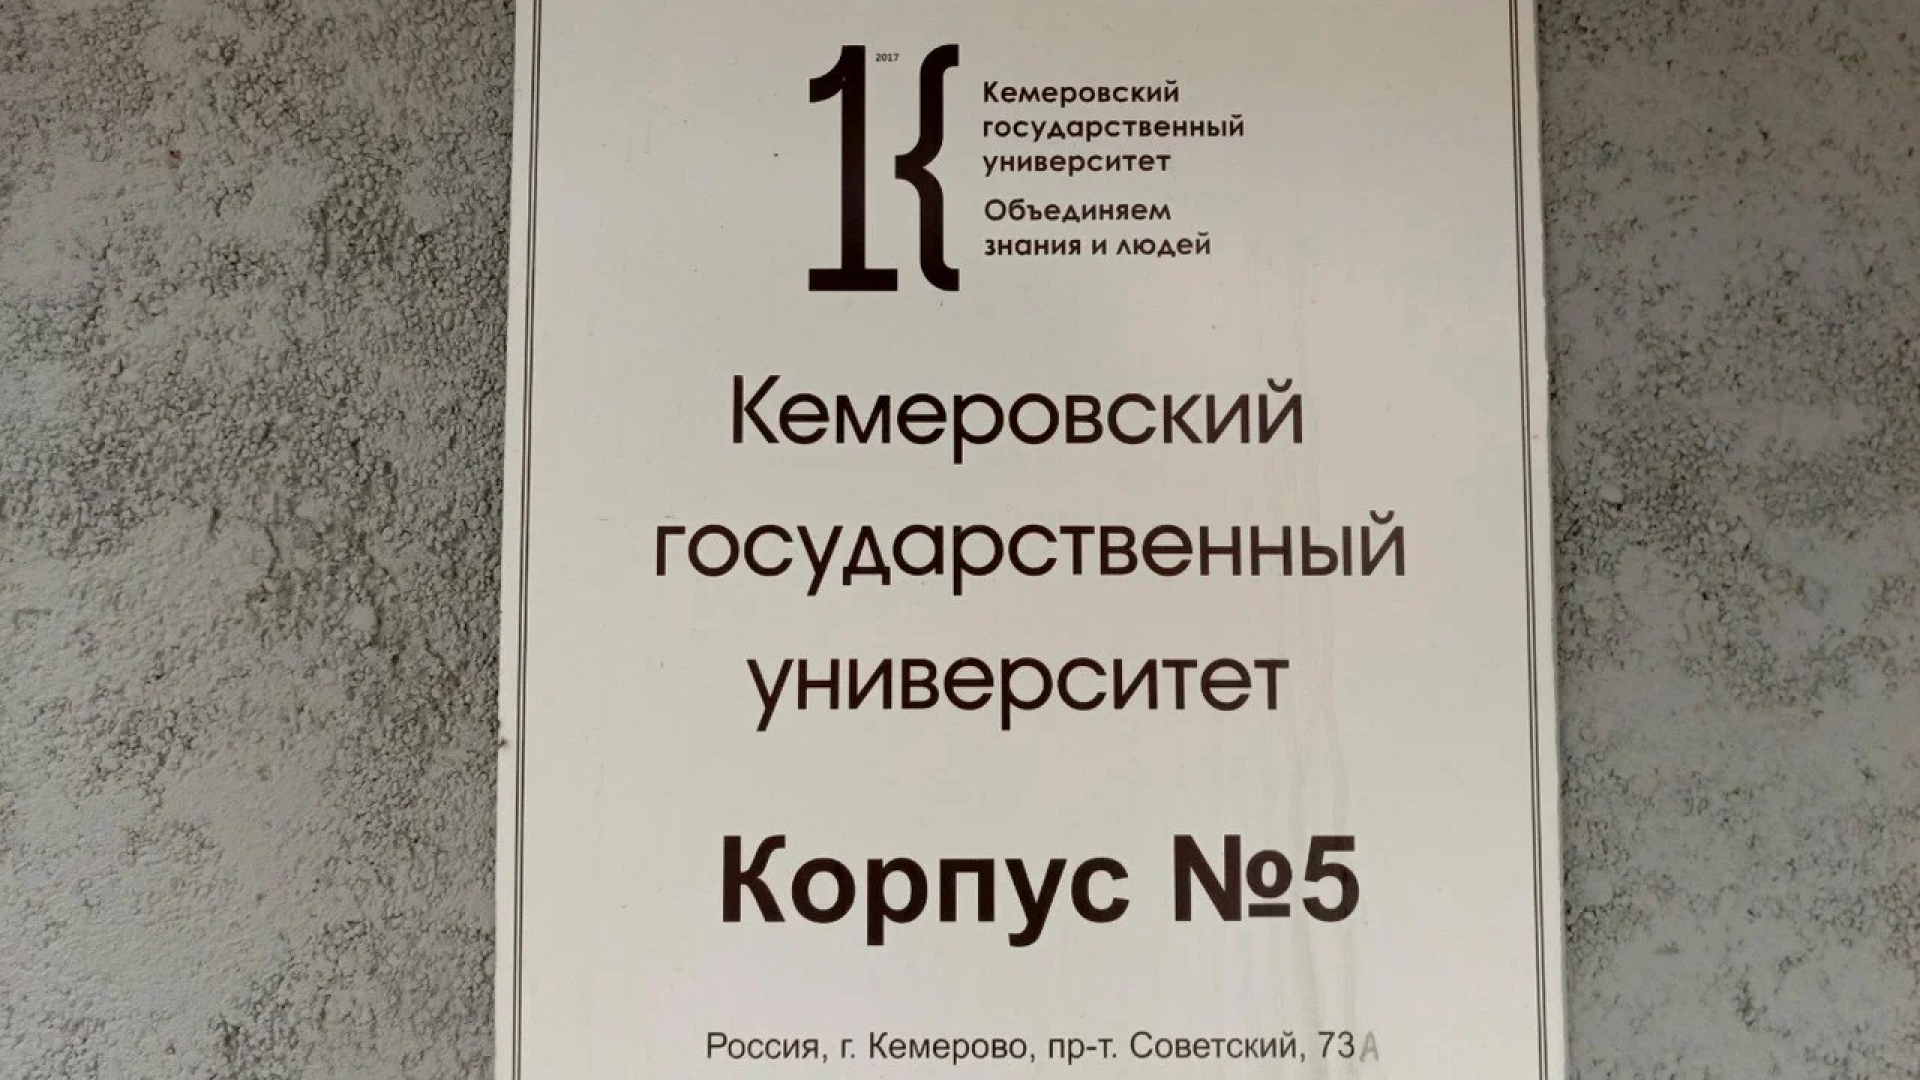 2017
Кемеровский
государственный
университет
Объединяем
знания и людей
Кемеровский
государственный
университет
Корпус №5
Россия, г. Кемерово, пр-т. Советский, 73А